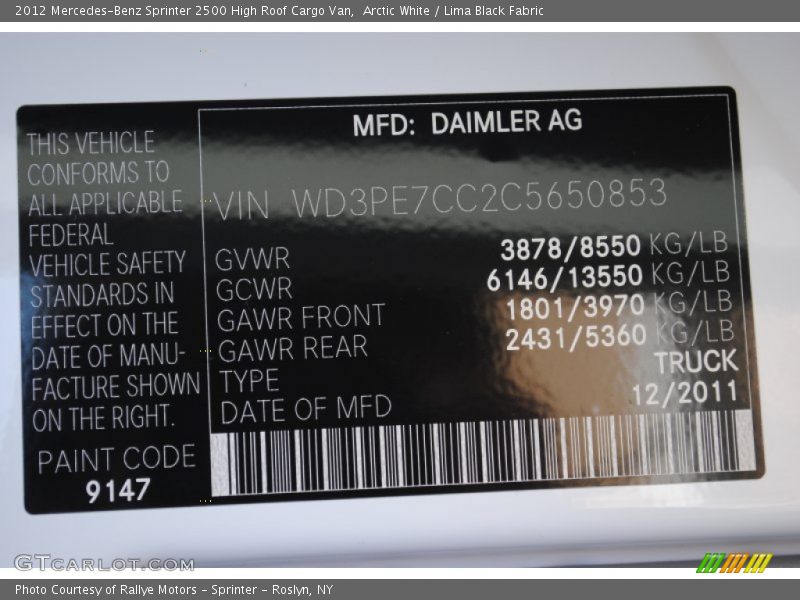 2012 Mercedes-Benz Sprinter 2500 High Roof Cargo Van,  Arctic White / Lima Black Fabric
MFD: DAIMLER AG
THIS VEHICLE
CONFORMS TO
ALL APPLICABLE
FEDERAL
VEHICLE SAFETY
STANDARDS IN
EFFECT ON THE
DATE OF MANU-
FACTURE SHOWN
ON THE RIGHT.
PAINT CODE
9147
VIN WD3PE7CC2C5650853
GVWR 3878/8550 KG/LB
GCWR 6146/13550 KG/LB
GAWR FRONT 1801/3970 KG/LB
GAWR REAR 2431/5360 KG/LB
TYPE TRUCK
DATE OF MFD 12/2011
GTCARLOT.COM
Photo Courtesy of Rallye Motors - Sprinter - Roslyn, NY